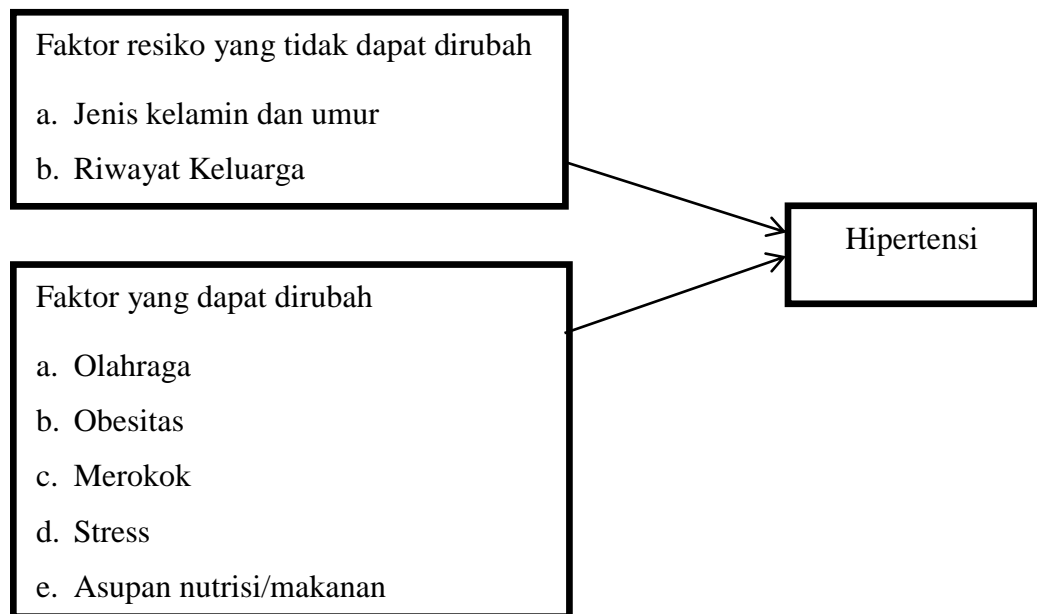 Faktor resiko yang tidak dapat dirubah
a. Jenis kelamin dan umur
b. Riwayat Keluarga
Hipertensi
Faktor yang dapat dirubah
a. Olahraga
b. Obesitas
c. Merokok
d. Stress
e. Asupan nutrisi/makanan